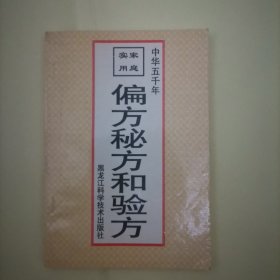 中华五千年
家庭
实用
偏方秘方和验方
黑龙江科学技术出版社